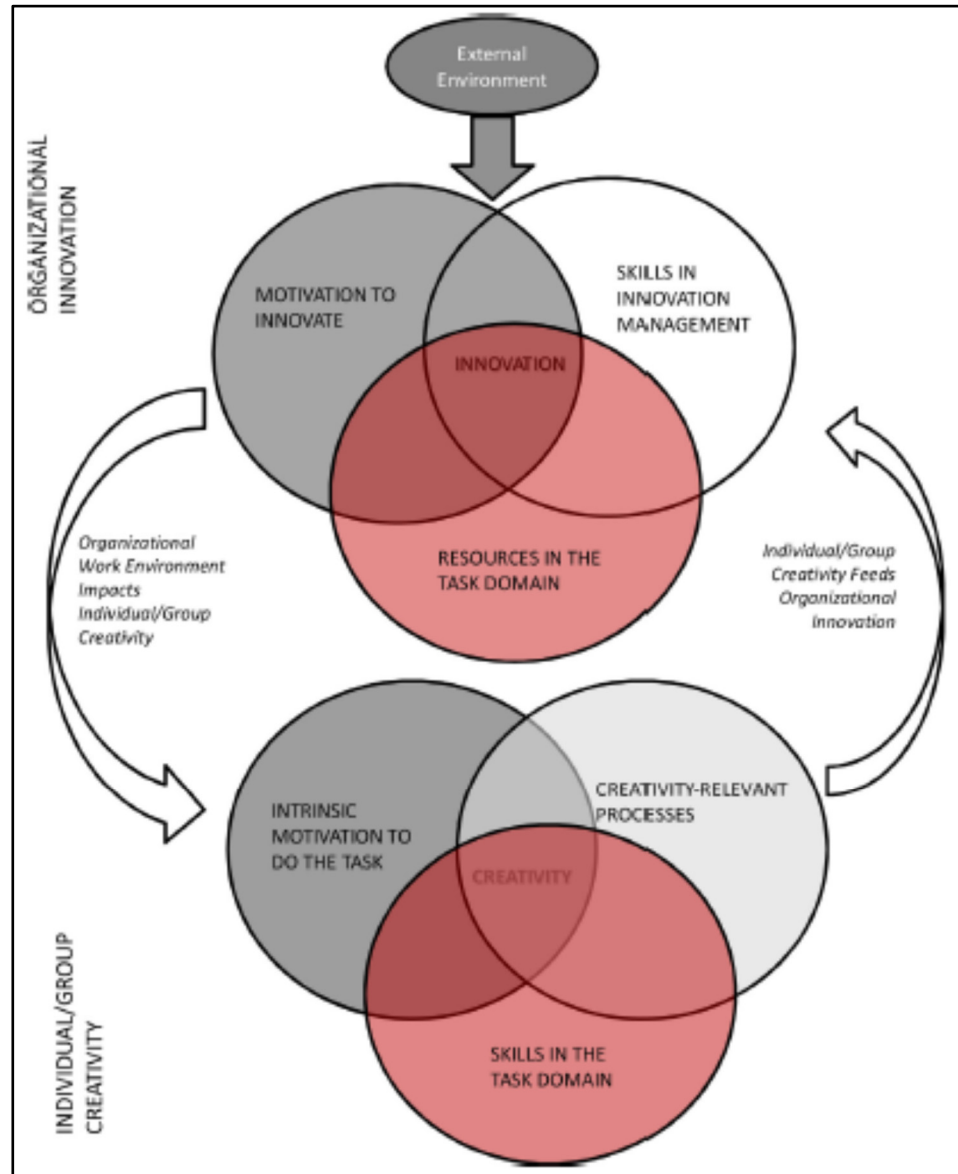 External
Environment
ORGANIZATIONAL
INNOVATION
MOTIVATION TO
INNOVATE
SKILLS IN
INNOVATION
MANAGEMENT
INNOVATION
RESOURCES IN THE
TASK DOMAIN
Organizational
Work Environment
Impacts
Individual/Group
Creativity
Individual/Group
Creativity Feeds
Organizational
Innovation
INTRINSIC
MOTIVATION TO
DO THE TASK
CREATIVITY-RELEVANT
PROCESSES
CREATIVITY
SKILLS IN THE
TASK DOMAIN
INDIVIDUAL/GROUP
CREATIVITY